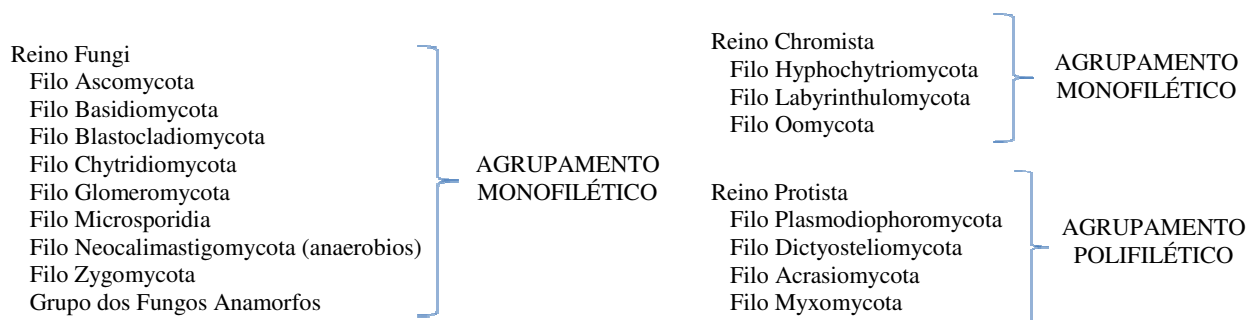 Reino Fungi
Filo Ascomycota
Filo Basidiomycota
Filo Blastocladiomycota
Filo Chytridiomycota
Filo Glomeromycota
Filo Microsporidia
Filo Neocalimastigomycota (anaerobios)
Filo Zygomycota
Grupo dos Fungos Anamorfos
AGRUPAMENTO
MONOFILÉTICO
Reino Chromista
Filo Hyphochytriomycota
Filo Labyrinthulomycota
Filo Oomycota
AGRUPAMENTO
MONOFILÉTICO
Reino Protista
Filo Plasmodiophoromycota
Filo Dictyosteliomycota
Filo Acrasiomycota
Filo Myxomycota
AGRUPAMENTO
POLIFILÉTICO